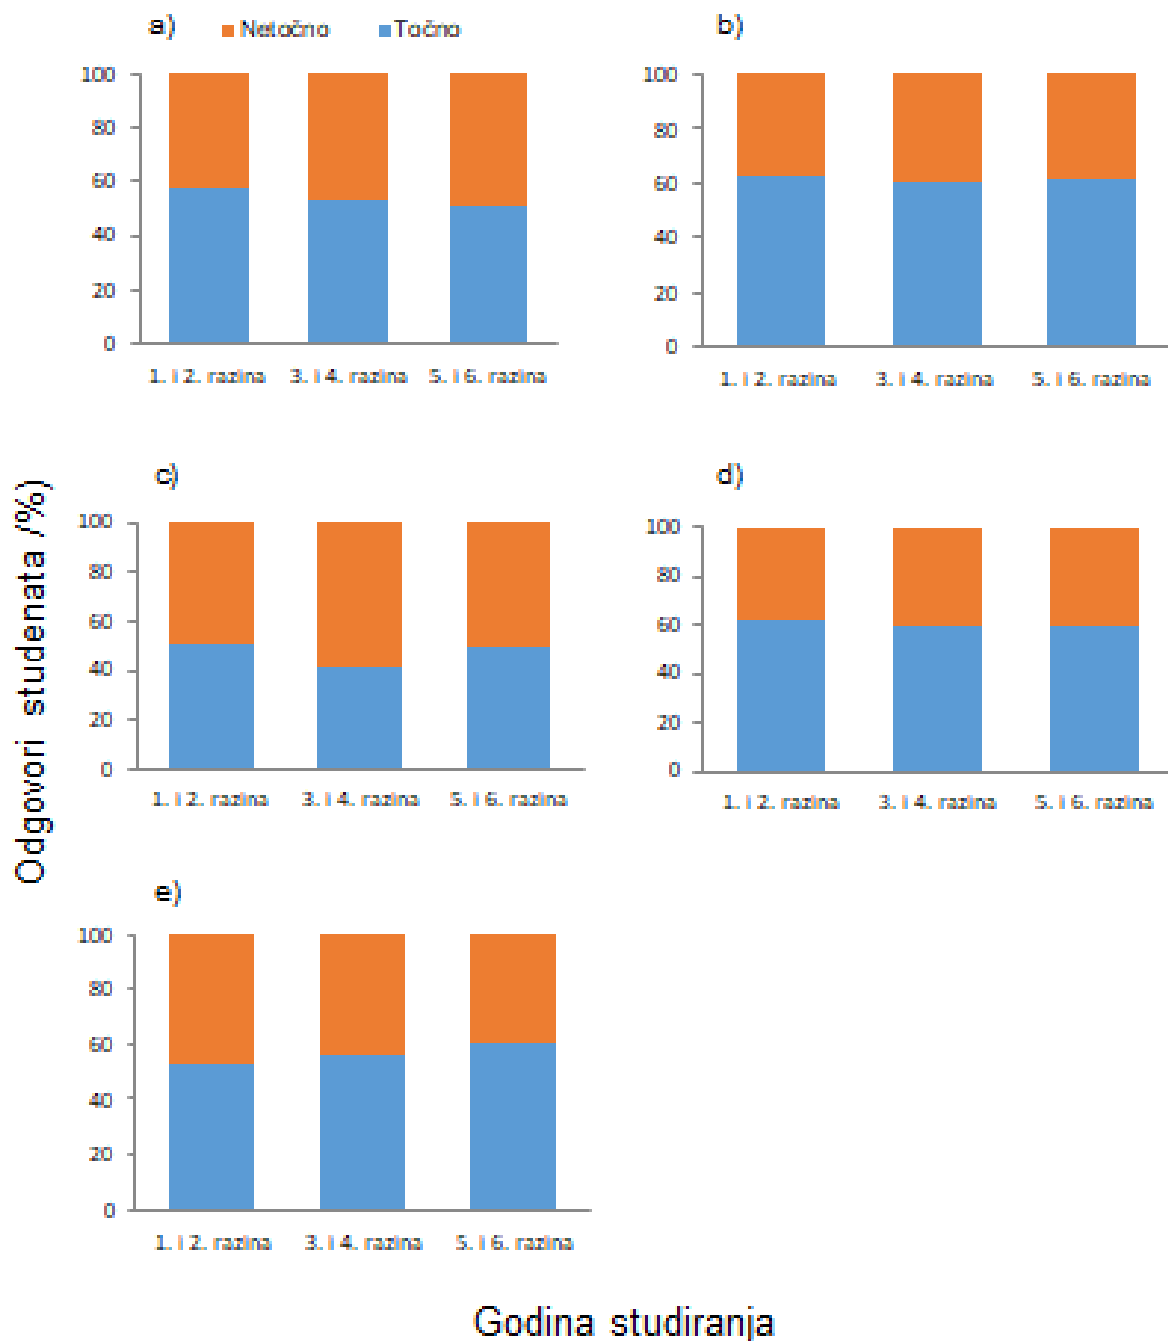 a) Netočno Točno
100
80
60
40
20
0
1. i 2. razina 3. i 4. razina 5. i 6. razina
b)
100
80
60
40
20
0
1. i 2. razina 3. i 4. razina 5. i 6. razina
Odgovori studenata /%)
c)
100
80
60
40
20
0
1. i 2. razina 3. i 4. razina 5. i 6. razina
d)
100
80
60
40
20
0
1. i 2. razina 3. i 4. razina 5. i 6. razina
e)
100
80
60
40
20
0
1. i 2. razina 3. i 4. razina 5. i 6. razina
Godina studiranja